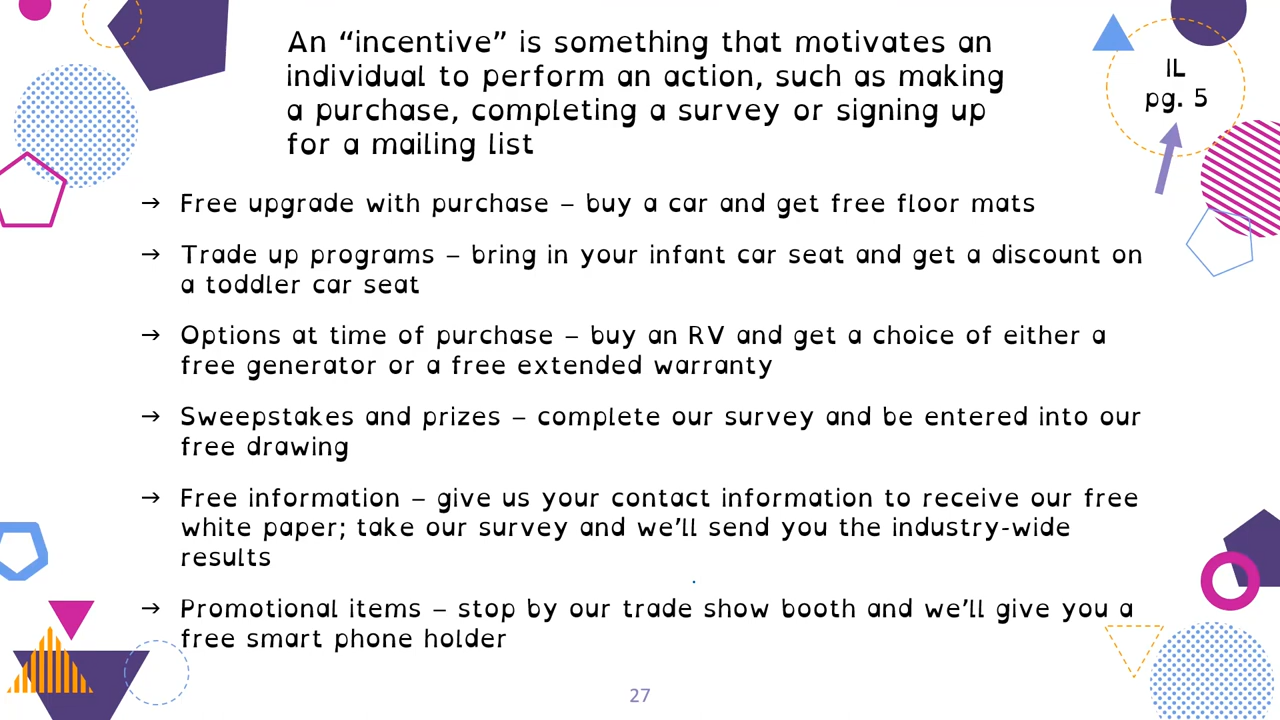 An “incentive” is something that motivates an
individual to perform an action, such as making
a purchase, completing a survey or signing up
for a mailing list
IL
pg. 5
→ Free upgrade with purchase – buy a car and get free floor mats
→ Trade up programs – bring in your infant car seat and get a discount on
a toddler car seat
→ Options at time of purchase – buy an RV and get a choice of either a
free generator or a free extended warranty
→ Sweepstakes and prizes – complete our survey and be entered into our
free drawing
→ Free information – give us your contact information to receive our free
white paper; take our survey and we’ll send you the industry-wide
results
→ Promotional items – stop by our trade show booth and we’ll give you a
free smart phone holder
27